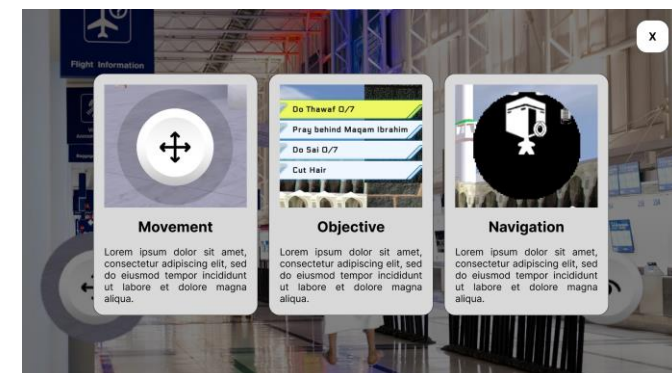 Flight Information
X
Do Thawaf 0/7
Pray behind Maqam Ibrahim
Do Sai 0/7
Cut Hair
Movement
Lorem ipsum dolor sit amet,
consectetur adipiscing elit, sed
do eiusmod tempor incididunt
ut labore et dolore magna
aliqua.
Objective
Lorem ipsum dolor sit amet,
consectetur adipiscing elit, sed
do eiusmod tempor incididunt
ut labore et dolore magna
aliqua.
Navigation
Lorem ipsum dolor sit amet,
consectetur adipiscing elit, sed
do eiusmod tempor incididunt
ut labore et dolore magna
aliqua.